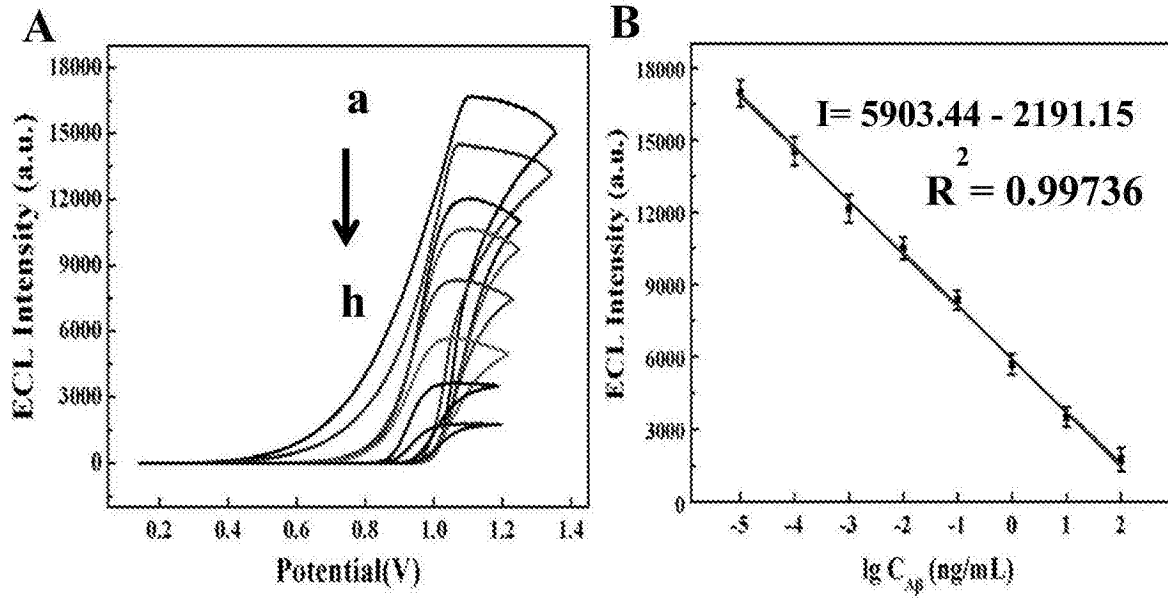 A
B
18000
15000
12000
9000
6000
3000
0
ECL Intensity (a.u.)
a
h
0.2 0.4 0.6 0.8 1.0 1.2 1.4
Potential(V)
18000
15000
12000
9000
6000
3000
0
ECL Intensity (a.u.)
I= 5903.44 - 2191.15
R² = 0.99736
-5 -4 -3 -2 -1 0 1 2
lg C_Aβ (ng/mL)